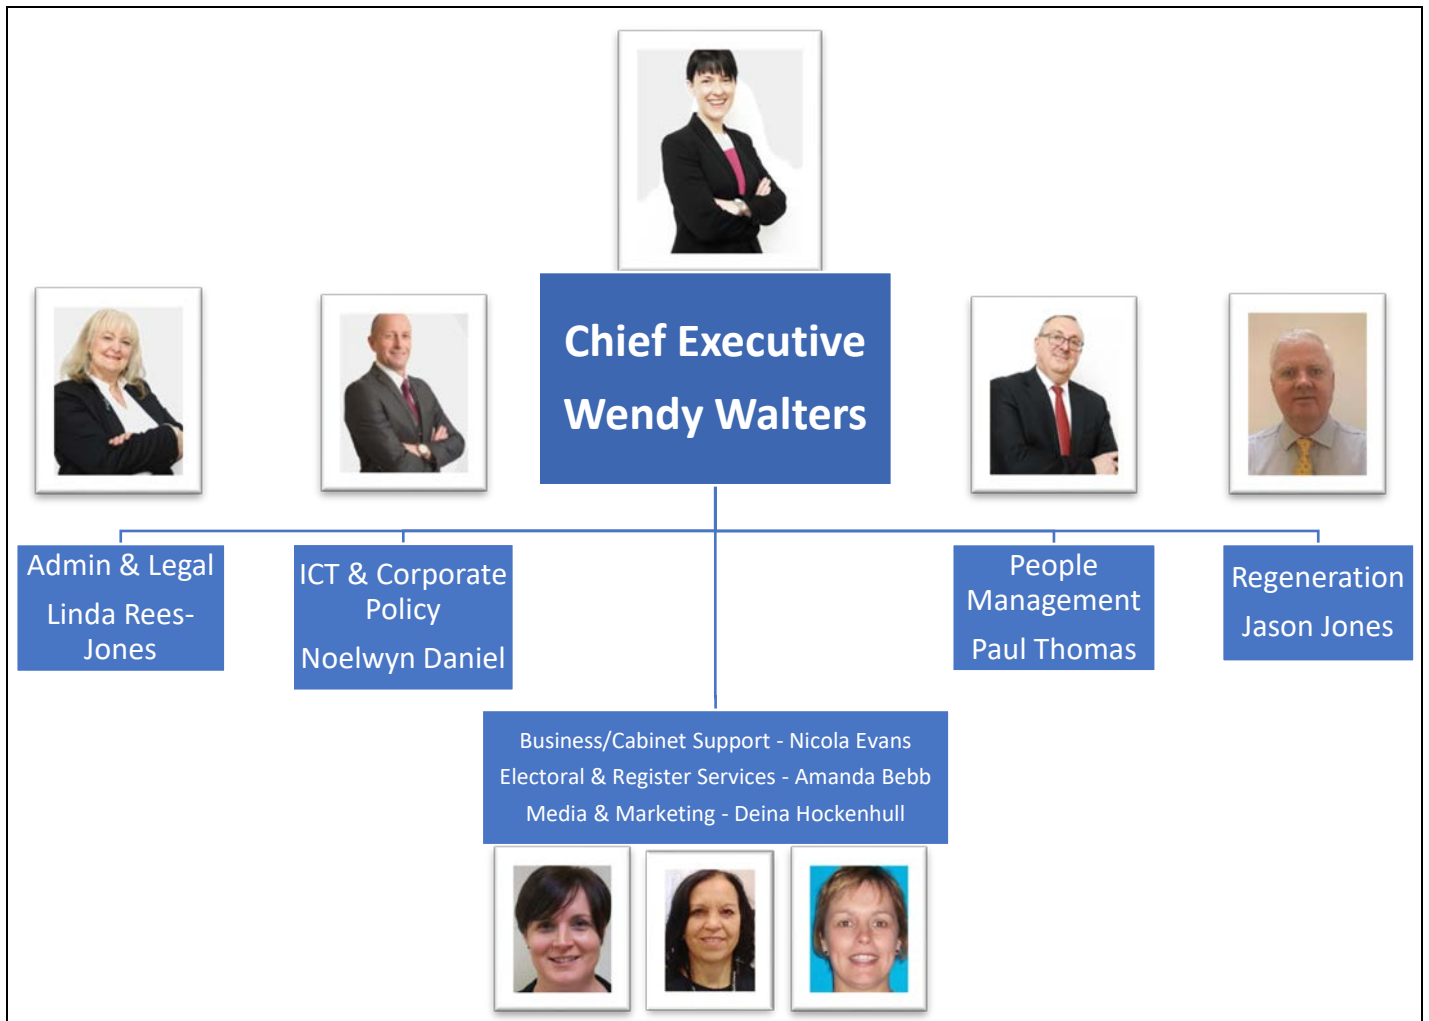 Chief Executive
Wendy Walters
Admin & Legal
Linda Rees-
Jones
ICT & Corporate
Policy
Noelwyn Daniel
People
Management
Paul Thomas
Regeneration
Jason Jones
Business/Cabinet Support - Nicola Evans
Electoral & Register Services - Amanda Bebb
Media & Marketing - Deina Hockenhull